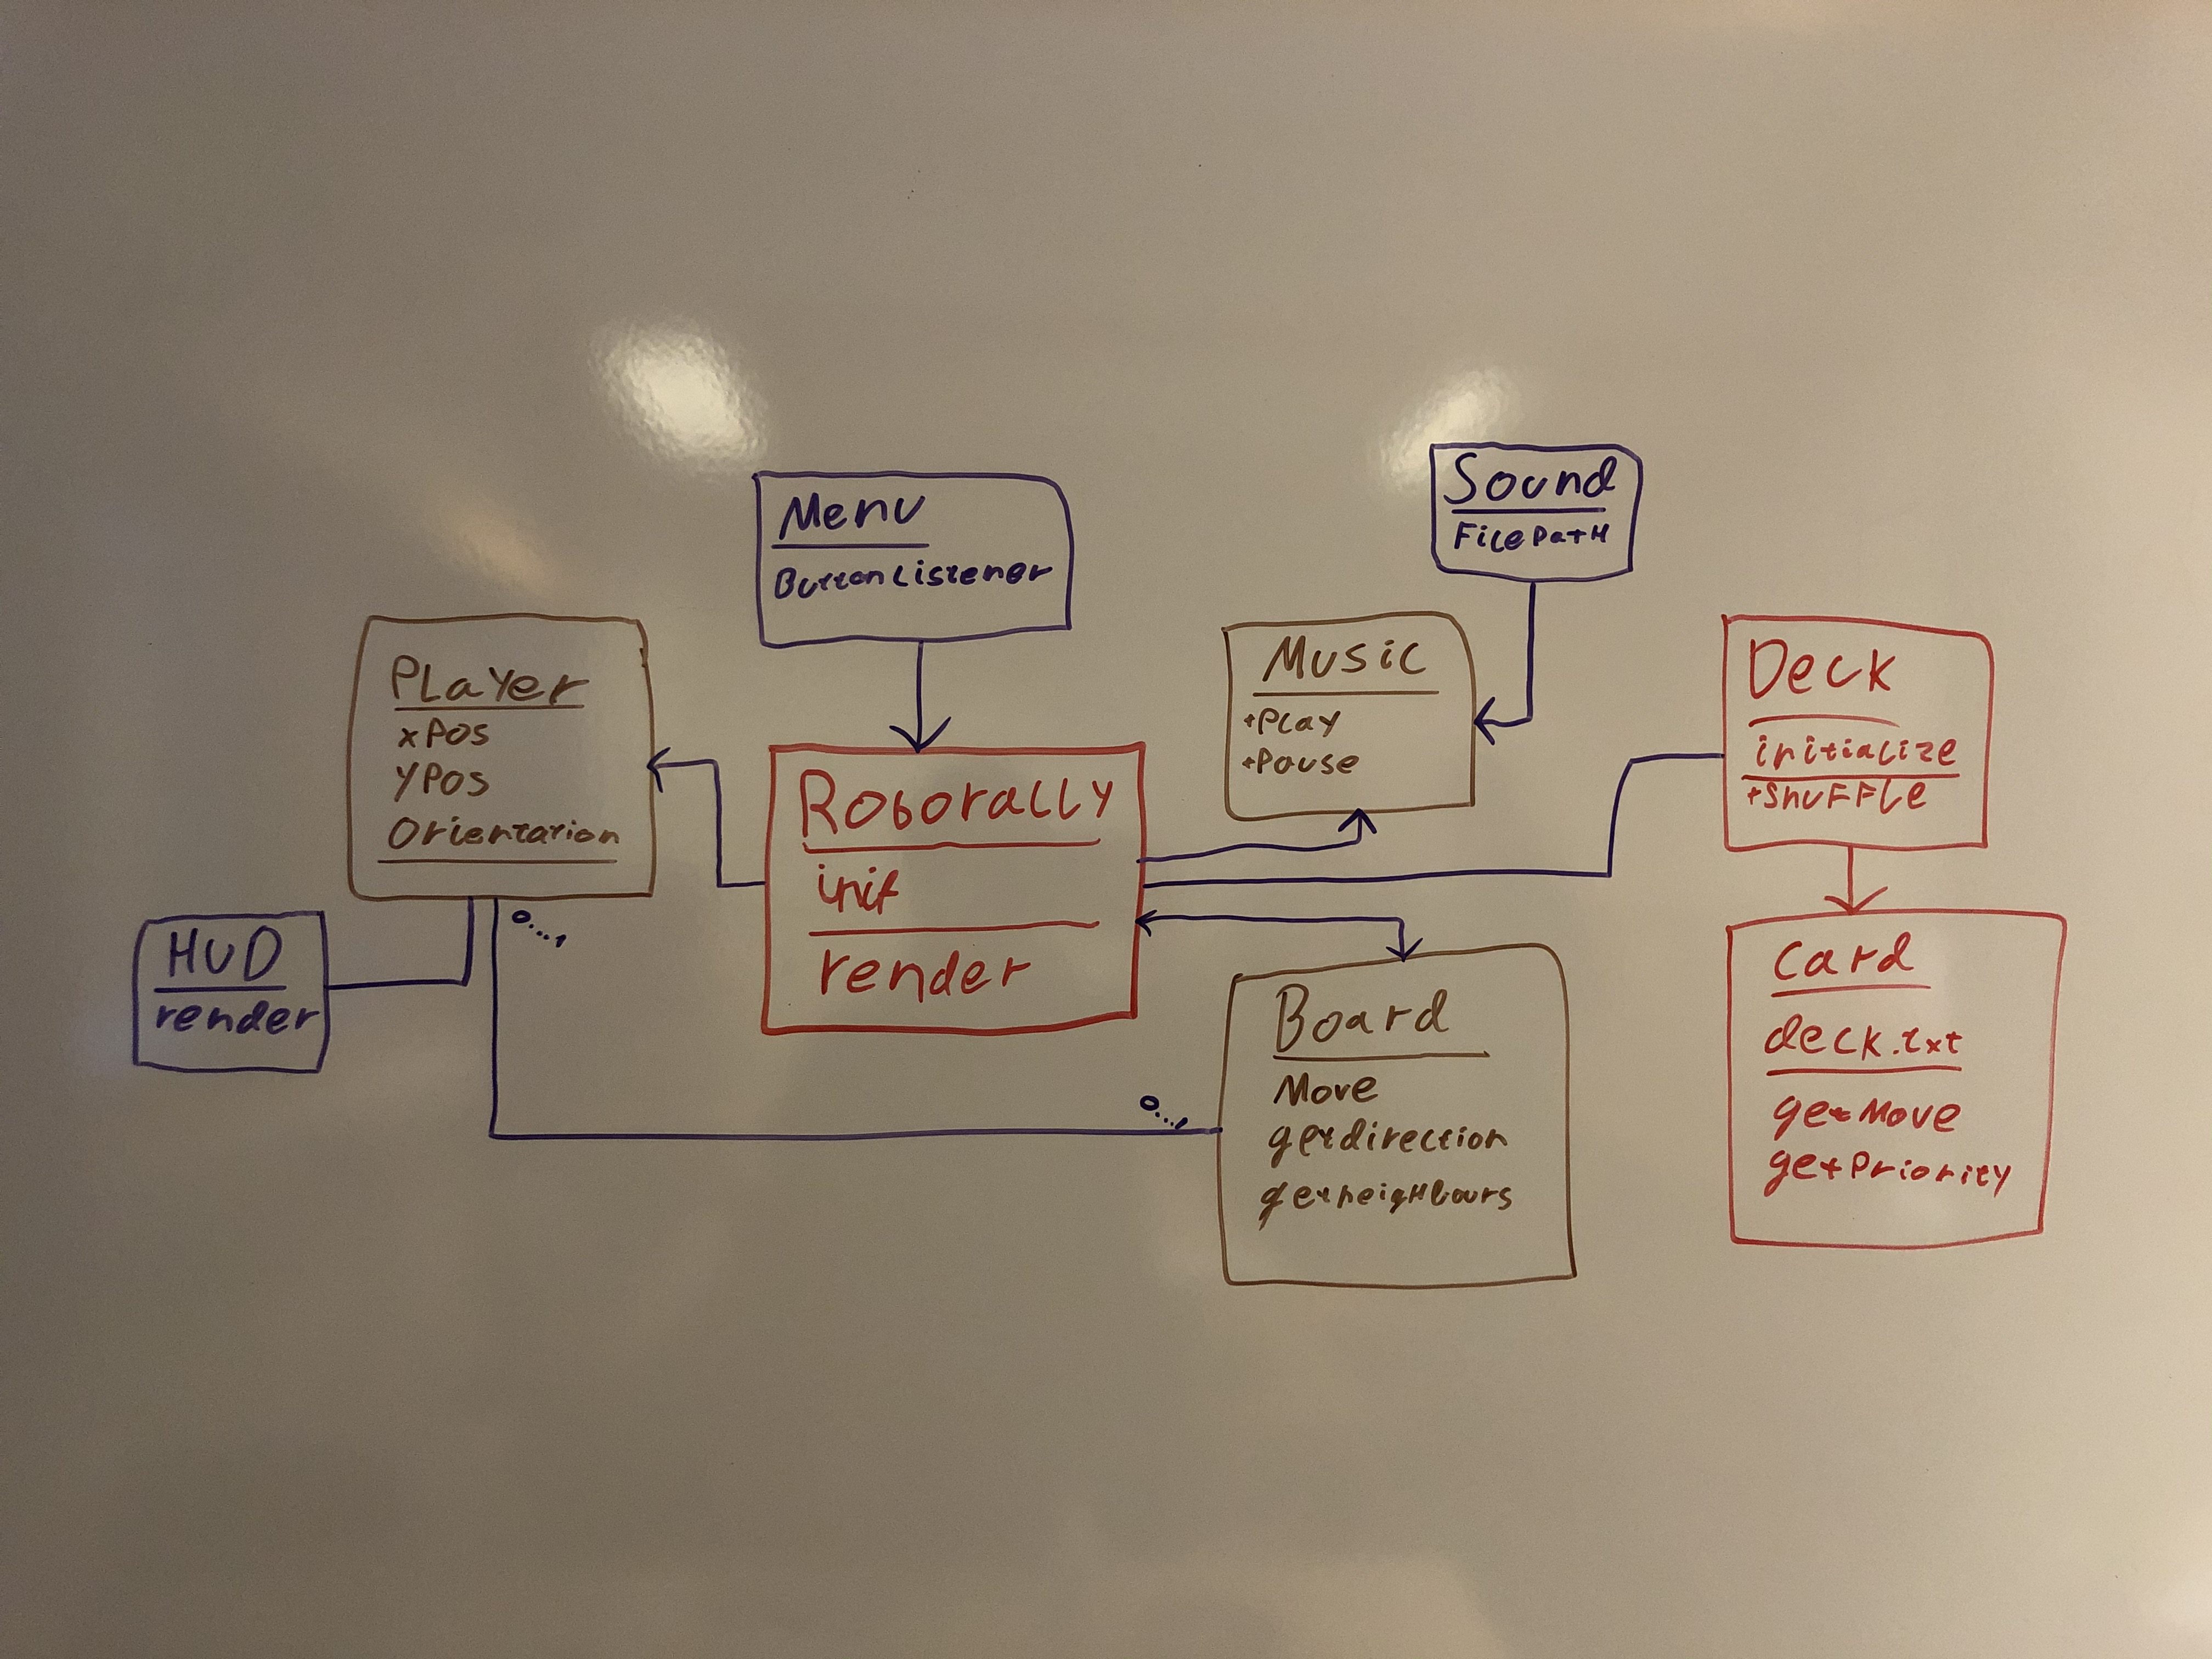 Menu
ButtonListener
Sound
FilePatH
PLayer
xPos
yPos
Orientation
Music
+Play
+Pause
Deck
initialize
+ShuFFle
Roborally
init
render
HUD
render
0...1
Board
Move
getdirection
getneigHbours
0...1
Card
deck.txt
getMove
getPriority